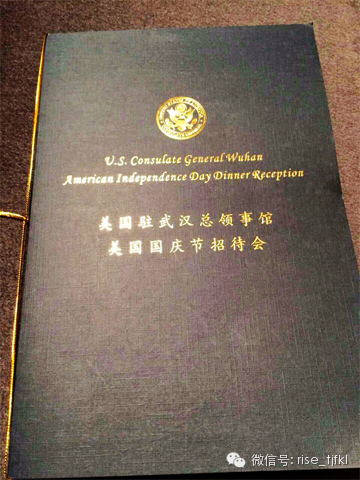 U.S. Consulate General Wuhan
American Independence Day Dinner Reception
美国驻武汉总领事馆
美国国庆节招待会
微信号: rise_tjfkl